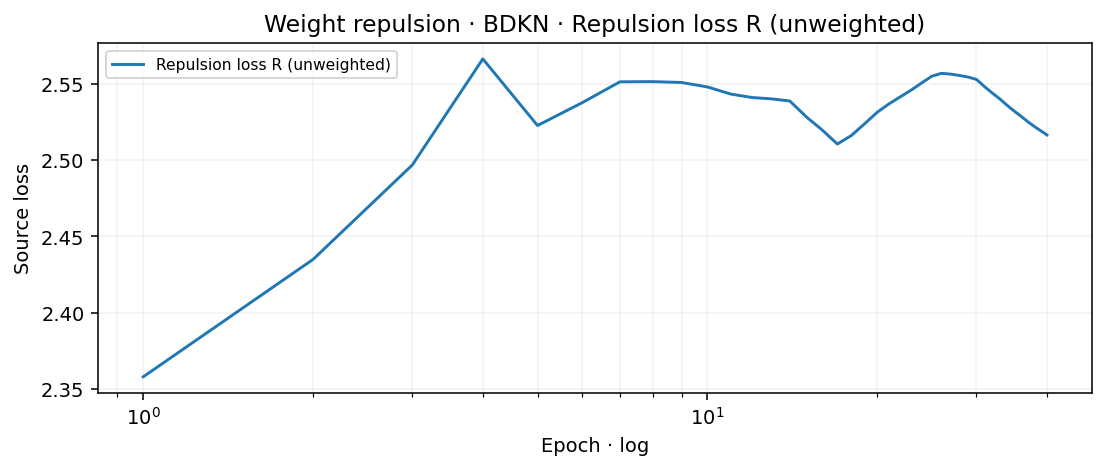 Weight repulsion · BDKN · Repulsion loss R (unweighted)
Repulsion loss R (unweighted)
Source loss
2.55
2.50
2.45
2.40
2.35
10⁰
10¹
Epoch · log